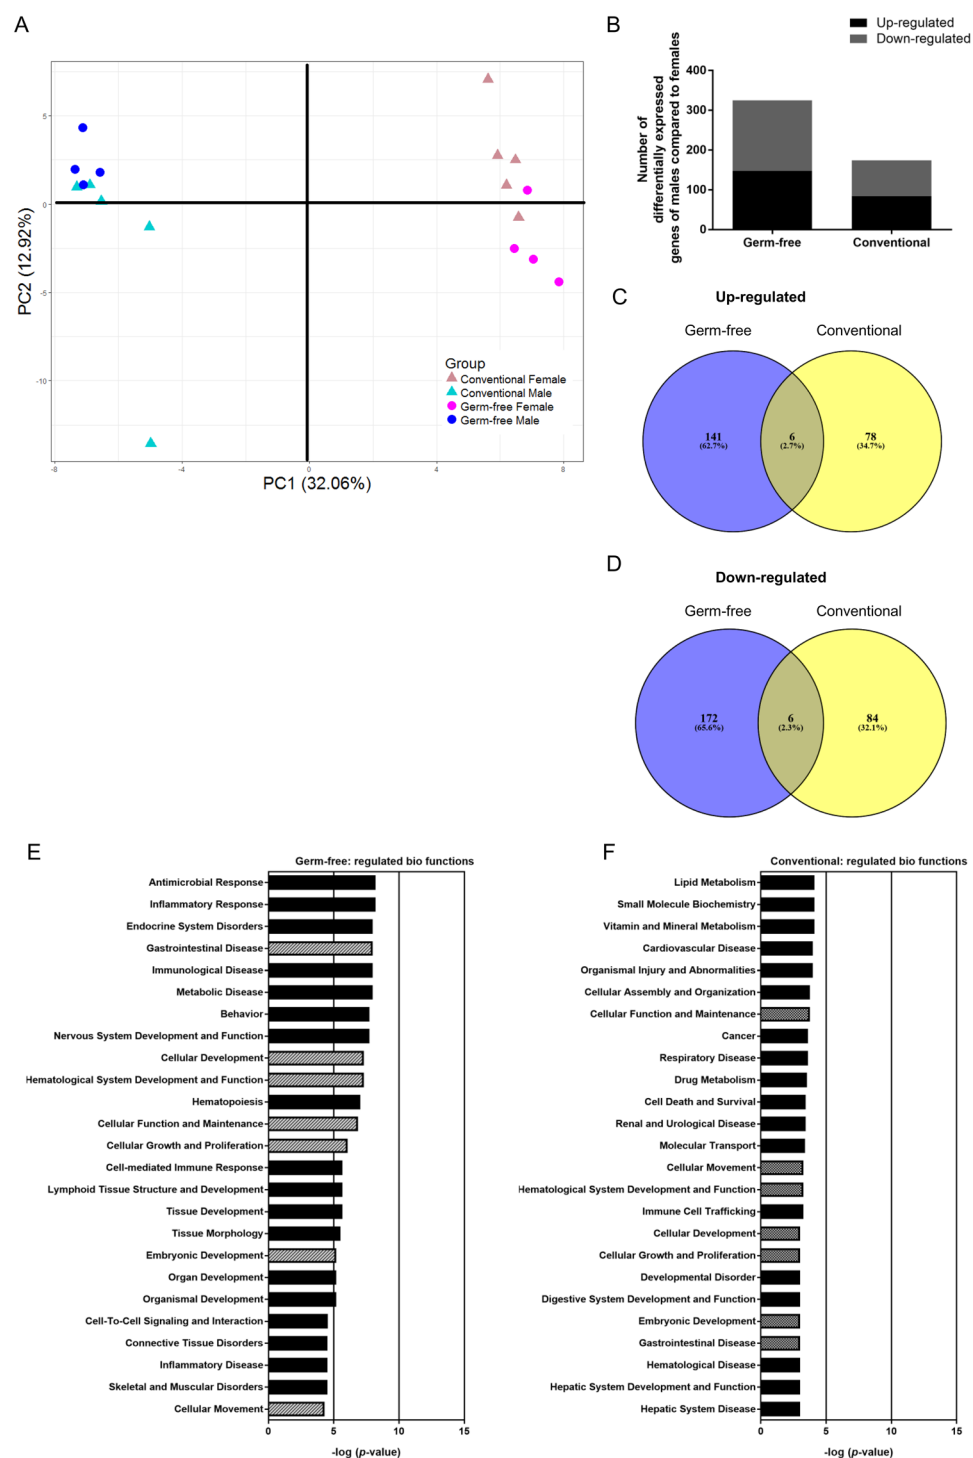 A
PC2 (12.92%)
5
0
-5
-10
-8
-4
0
4
8
PC1 (32.06%)
Group
Conventional Female
Conventional Male
Germ-free Female
Germ-free Male
B
Up-regulated
Down-regulated
Number of
differentially expressed
genes of males compared to females
400
300
200
100
0
Germ-free
Conventional
C
Up-regulated
Germ-free
Conventional
141
(62.7%)
6
(2.7%)
78
(34.7%)
D
Down-regulated
Germ-free
Conventional
172
(65.6%)
6
(2.3%)
84
(32.1%)
E
Germ-free: regulated bio functions
Antimicrobial Response
Inflammatory Response
Endocrine System Disorders
Gastrointestinal Disease
Immunological Disease
Metabolic Disease
Behavior
Nervous System Development and Function
Cellular Development
Hematological System Development and Function
Hematopoiesis
Cellular Function and Maintenance
Cellular Growth and Proliferation
Cell-mediated Immune Response
Lymphoid Tissue Structure and Development
Tissue Development
Tissue Morphology
Embryonic Development
Organ Development
Organismal Development
Cell-To-Cell Signaling and Interaction
Connective Tissue Disorders
Inflammatory Disease
Skeletal and Muscular Disorders
Cellular Movement
0
5
10
15
-log (p-value)
F
Conventional: regulated bio functions
Lipid Metabolism
Small Molecule Biochemistry
Vitamin and Mineral Metabolism
Cardiovascular Disease
Organismal Injury and Abnormalities
Cellular Assembly and Organization
Cellular Function and Maintenance
Cancer
Respiratory Disease
Drug Metabolism
Cell Death and Survival
Renal and Urological Disease
Molecular Transport
Cellular Movement
Hematological System Development and Function
Immune Cell Trafficking
Cellular Development
Cellular Growth and Proliferation
Developmental Disorder
Digestive System Development and Function
Embryonic Development
Gastrointestinal Disease
Hematological Disease
Hepatic System Development and Function
Hepatic System Disease
0
5
10
15
-log (p-value)